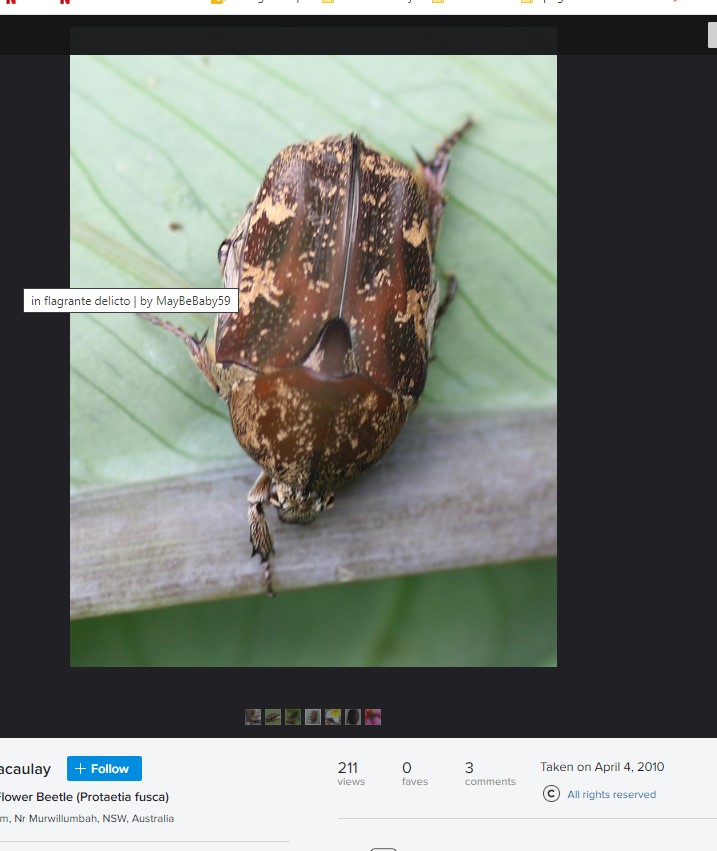 in flagrante delicto | by MayBeBaby59
acaulay
+ Follow
lower Beetle (Protaetia fusca)
m, Nr Murwillumbah, NSW, Australia
211
views
0
faves
3
comments
Taken on April 4, 2010
© All rights reserved